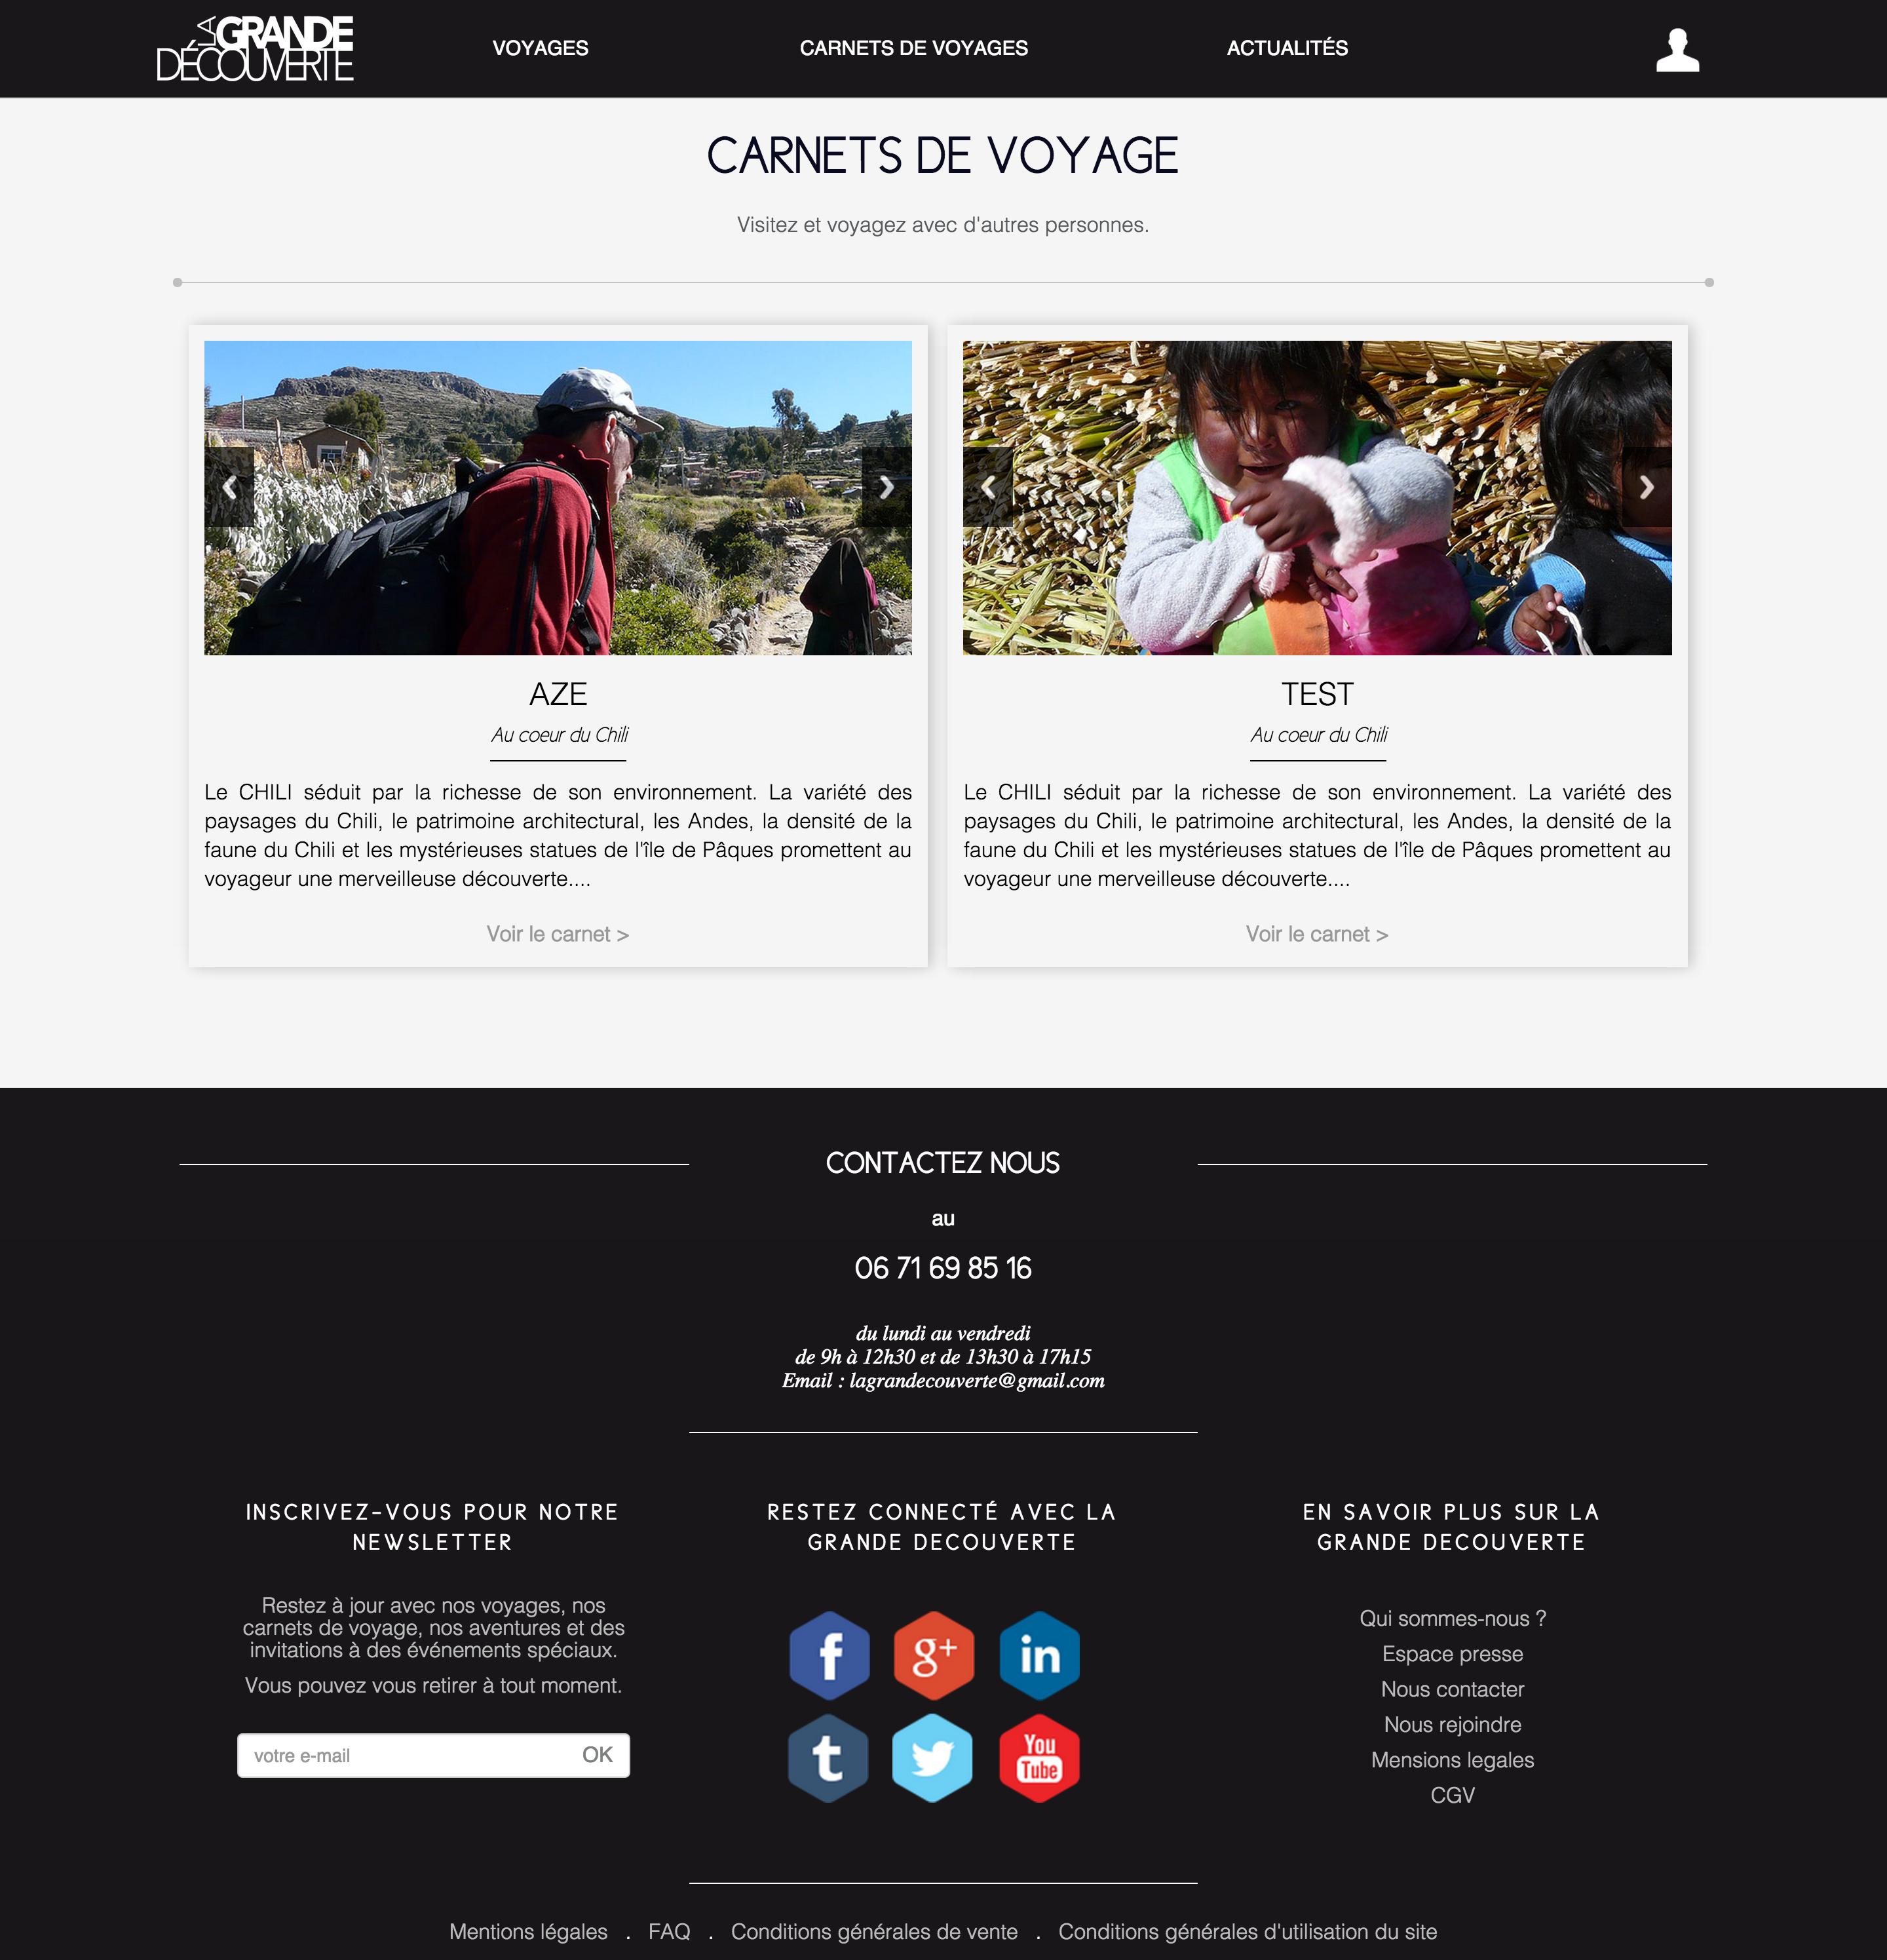 LA GRANDE
DÉCOUVERTE
VOYAGES
CARNETS DE VOYAGES
ACTUALITÉS
CARNETS DE VOYAGE
Visitez et voyagez avec d'autres personnes.
AZE
Au coeur du Chili
Le CHILI séduit par la richesse de son environnement. La variété des
paysages du Chili, le patrimoine architectural, les Andes, la densité de la
faune du Chili et les mystérieuses statues de l'île de Pâques promettent au
voyageur une merveilleuse découverte....
Voir le carnet >
TEST
Au coeur du Chili
Le CHILI séduit par la richesse de son environnement. La variété des
paysages du Chili, le patrimoine architectural, les Andes, la densité de la
faune du Chili et les mystérieuses statues de l'île de Pâques promettent au
voyageur une merveilleuse découverte....
Voir le carnet >
CONTACTEZ NOUS
au
06 71 69 85 16
du lundi au vendredi
de 9h à 12h30 et de 13h30 à 17h15
Email : lagrandecouverte@gmail.com
INSCRIVEZ-VOUS POUR NOTRE
NEWSLETTER
Restez à jour avec nos voyages, nos
carnets de voyage, nos aventures et des
invitations à des événements spéciaux.
Vous pouvez vous retirer à tout moment.
votre e-mail OK
RESTEZ CONNECTÉ AVEC LA
GRANDE DECOUVERTE
f g+ in
t You
Tube
EN SAVOIR PLUS SUR LA
GRANDE DECOUVERTE
Qui sommes-nous ?
Espace presse
Nous contacter
Nous rejoindre
Mensions legales
CGV
Mentions légales . FAQ . Conditions générales de vente . Conditions générales d'utilisation du site